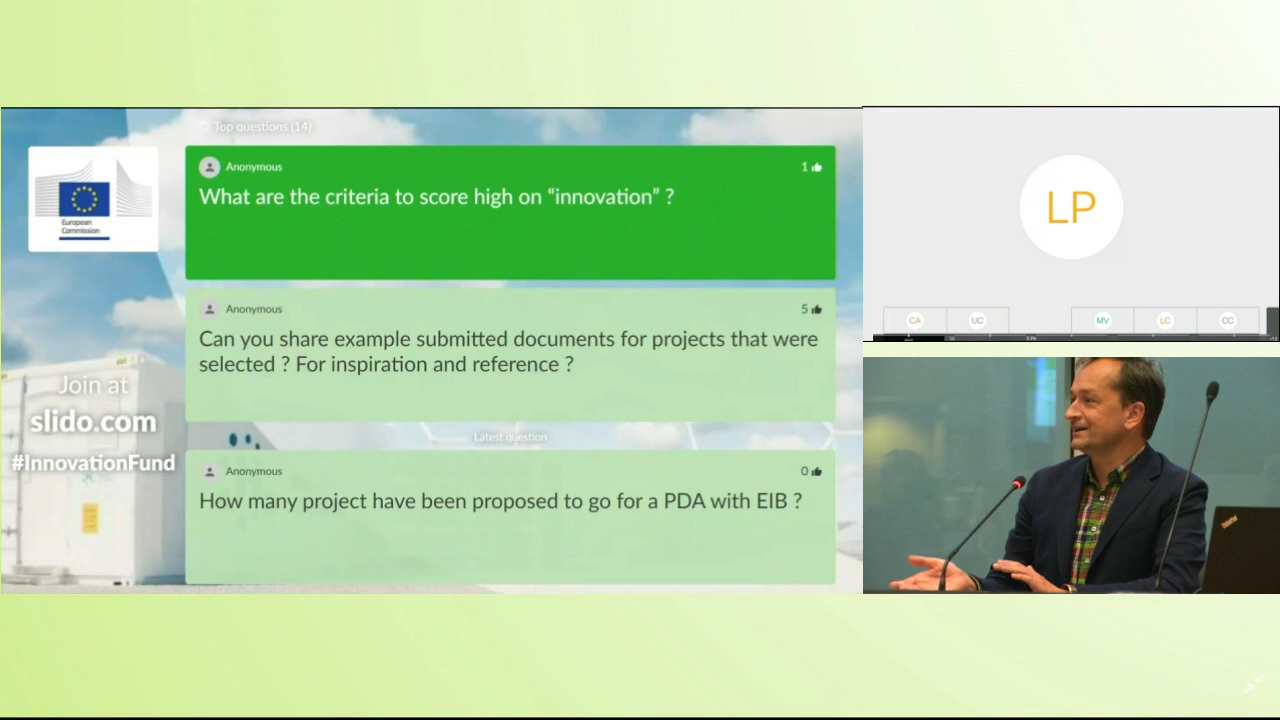 Top questions (14)
Anonymous
1
What are the criteria to score high on “innovation” ?
European
Commission
Anonymous
5
Can you share example submitted documents for projects that were
selected ? For inspiration and reference ?
Join at
slido.com
#InnovationFund
Latest question
Anonymous
0
How many project have been proposed to go for a PDA with EIB ?
LP
CA
UC
MV
LC
CC
ThinkPad